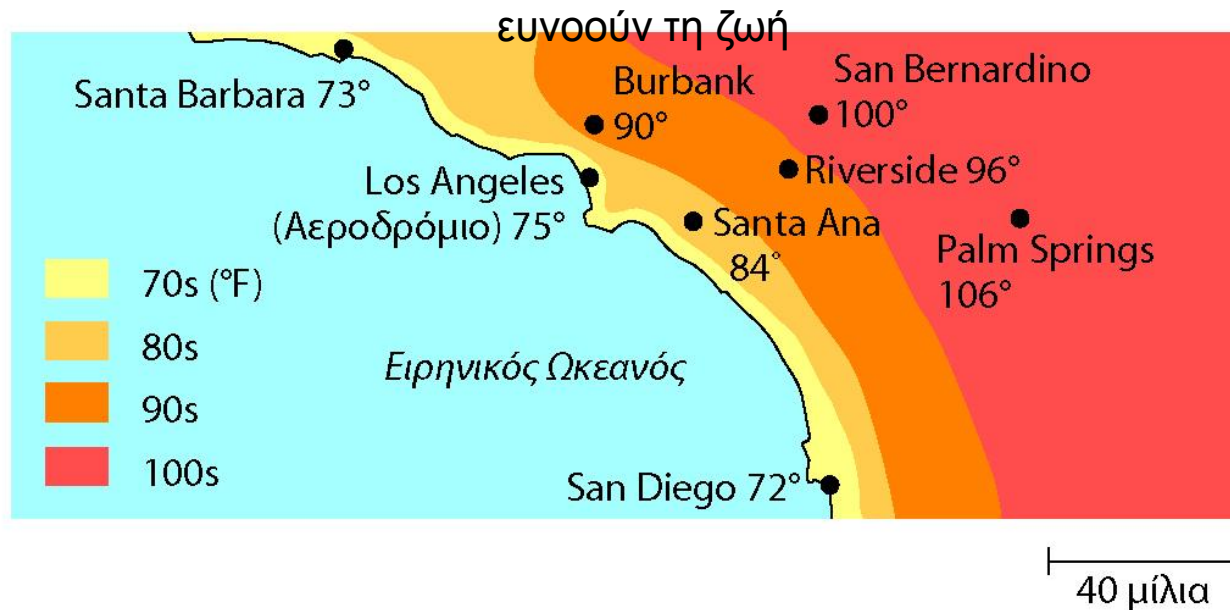 ευνοούν τη ζωή
Santa Barbara 73°
Burbank
90°
San Bernardino
100°
Los Angeles
(Αεροδρόμιο) 75°
Riverside 96°
Santa Ana
84°
Palm Springs
106°
70s (°F)
80s
90s
100s
Ειρηνικός Ωκεανός
San Diego 72°
40 μίλια